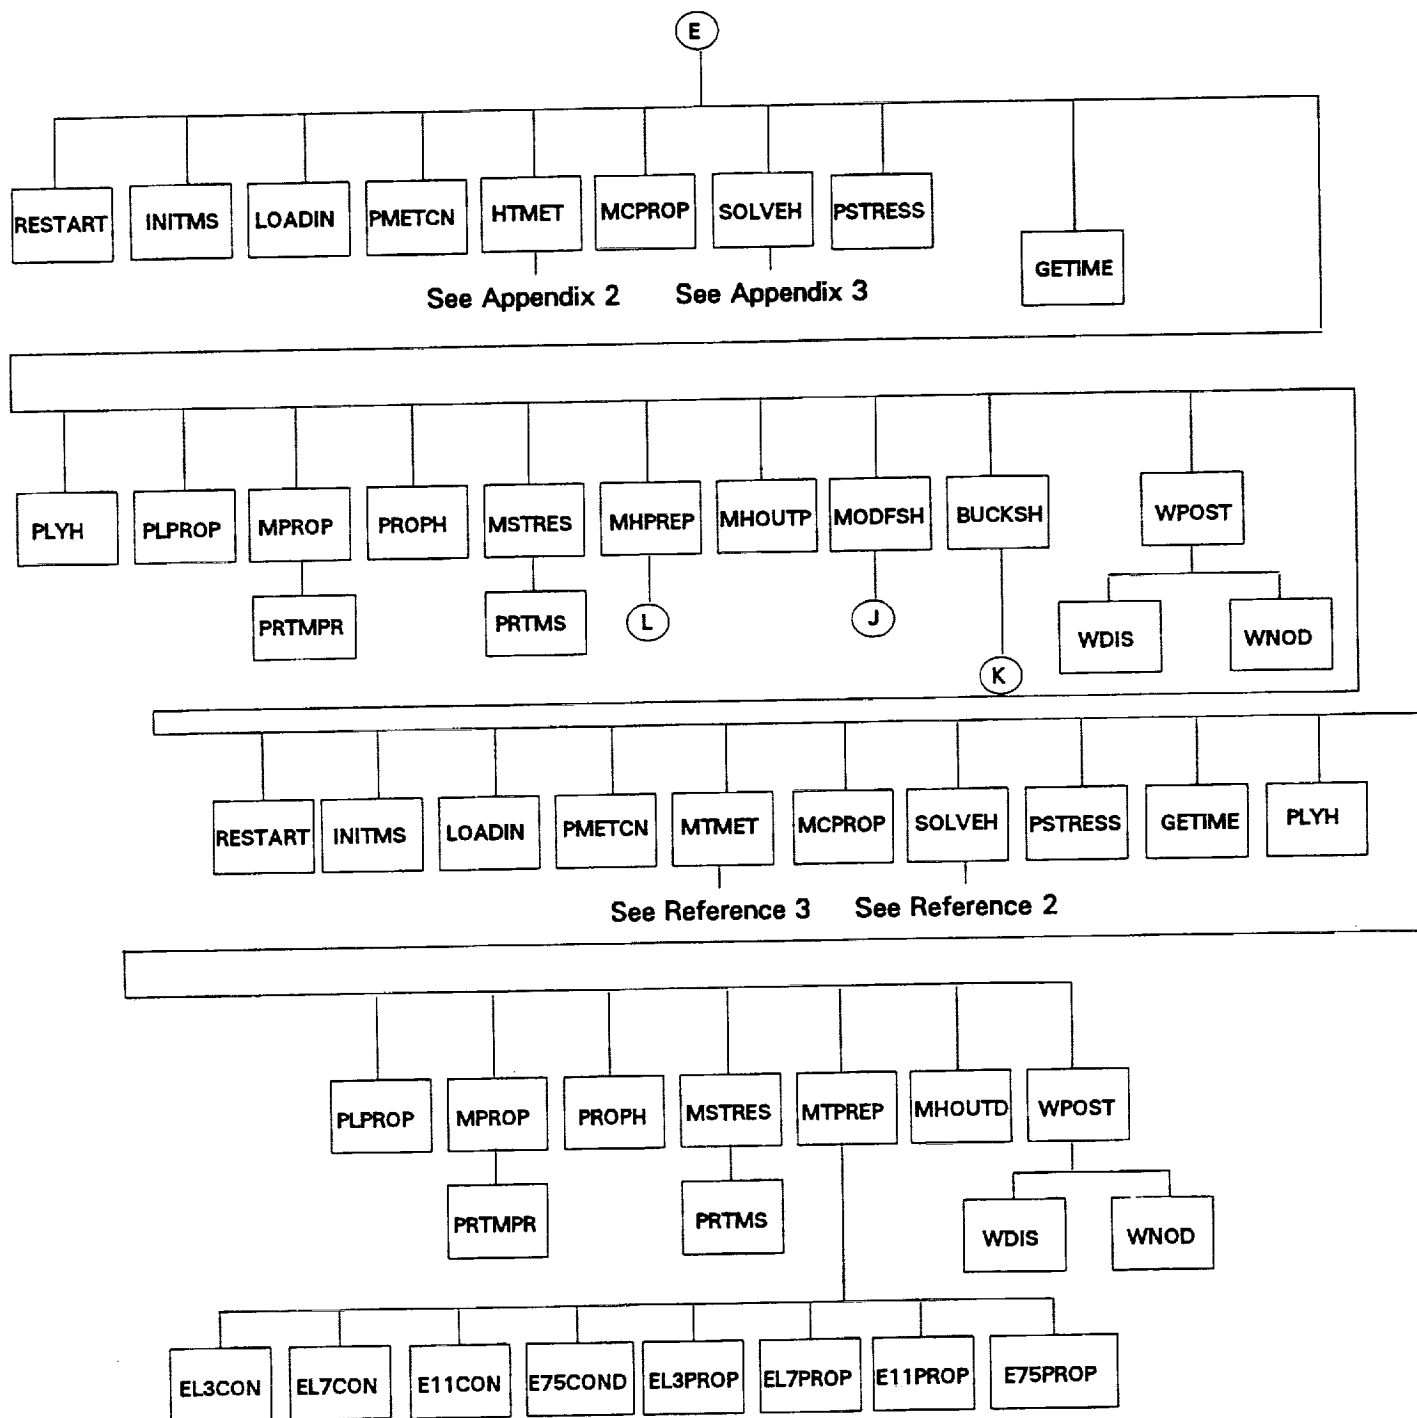 E
RESTART INITMS LOADIN PMETCN HTMET MCPROP SOLVEH PSTRESS
GETIME
See Appendix 2 See Appendix 3
PLYH PLPROP MPROP PROPH MSTRES MHPREP MHOUTP MODFSH BUCKSH WPOST
PRTMPR PRTMS L J
WDIS WNOD
K
RESTART INITMS LOADIN PMETCN MTMET MCPROP SOLVEH PSTRESS GETIME PLYH
See Reference 3 See Reference 2
PLPROP MPROP PROPH MSTRES MTPREP MHOUTD WPOST
PRTMPR PRTMS
WDIS WNOD
EL3CON EL7CON E11CON E75COND EL3PROP EL7PROP E11PROP E75PROP